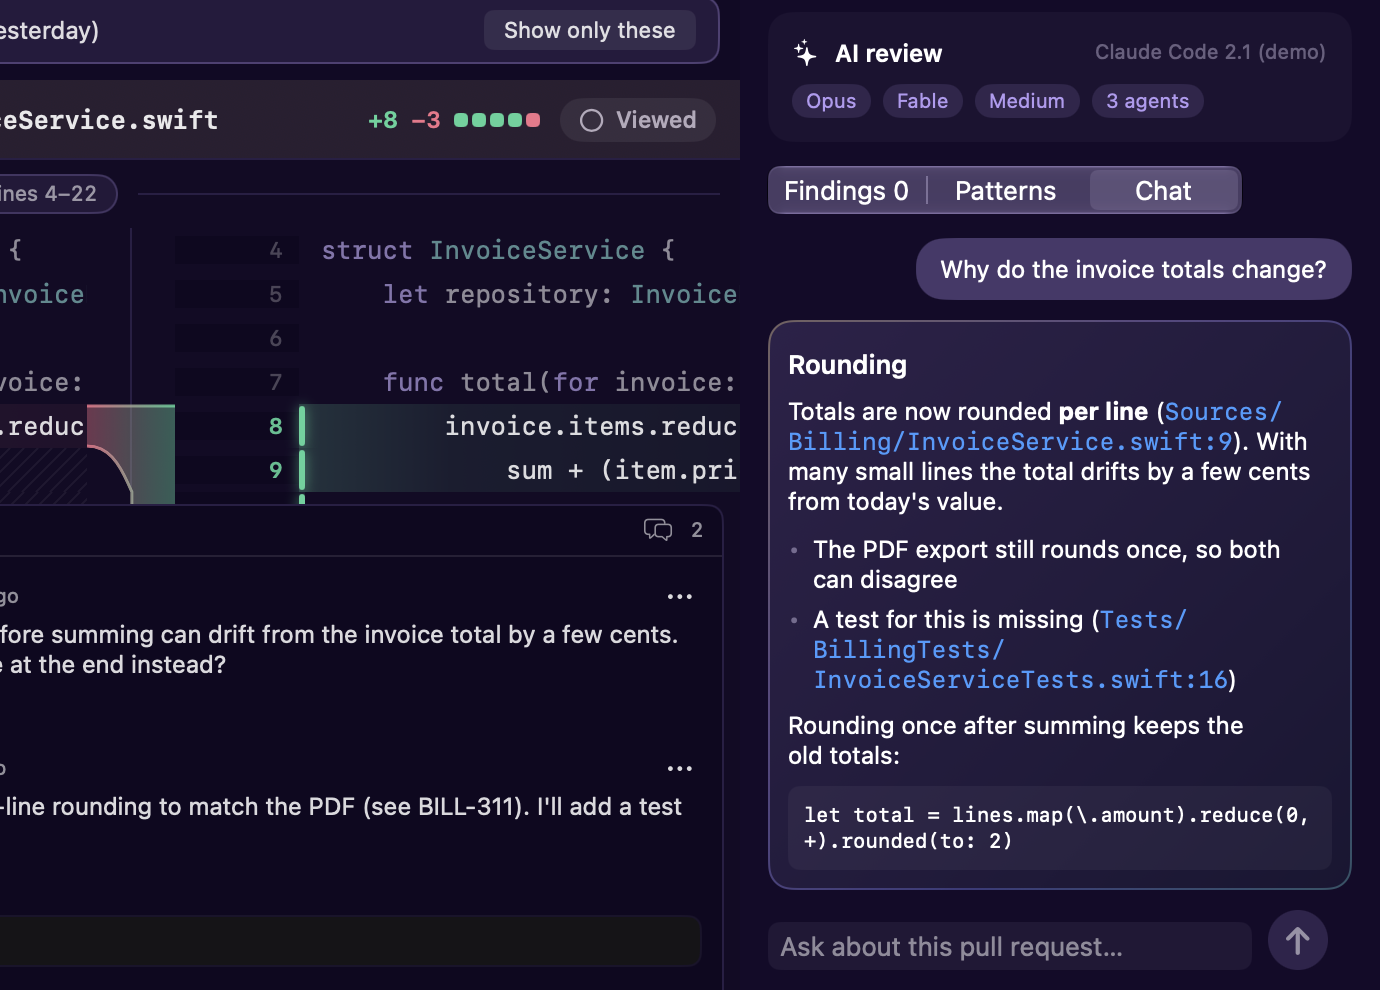 esterday)
Show only these
eService.swift
+8 −3
Viewed
ines 4–22
{
nvoice
voice:
.reduc
4 struct InvoiceService {
5 let repository: Invoice
6
7 func total(for invoice:
8 invoice.items.reduc
9 sum + (item.pri
2
go
fore summing can drift from the invoice total by a few cents.
e at the end instead?
-line rounding to match the PDF (see BILL-311). I'll add a test
AI review
Claude Code 2.1 (demo)
Opus Fable Medium 3 agents
Findings 0 Patterns Chat
Why do the invoice totals change?
Rounding
Totals are now rounded per line (Sources/
Billing/InvoiceService.swift:9). With
many small lines the total drifts by a few cents
from today's value.
• The PDF export still rounds once, so both
can disagree
• A test for this is missing (Tests/
BillingTests/
InvoiceServiceTests.swift:16)
Rounding once after summing keeps the
old totals:
let total = lines.map(\.amount).reduce(0,
+).rounded(to: 2)
Ask about this pull request...